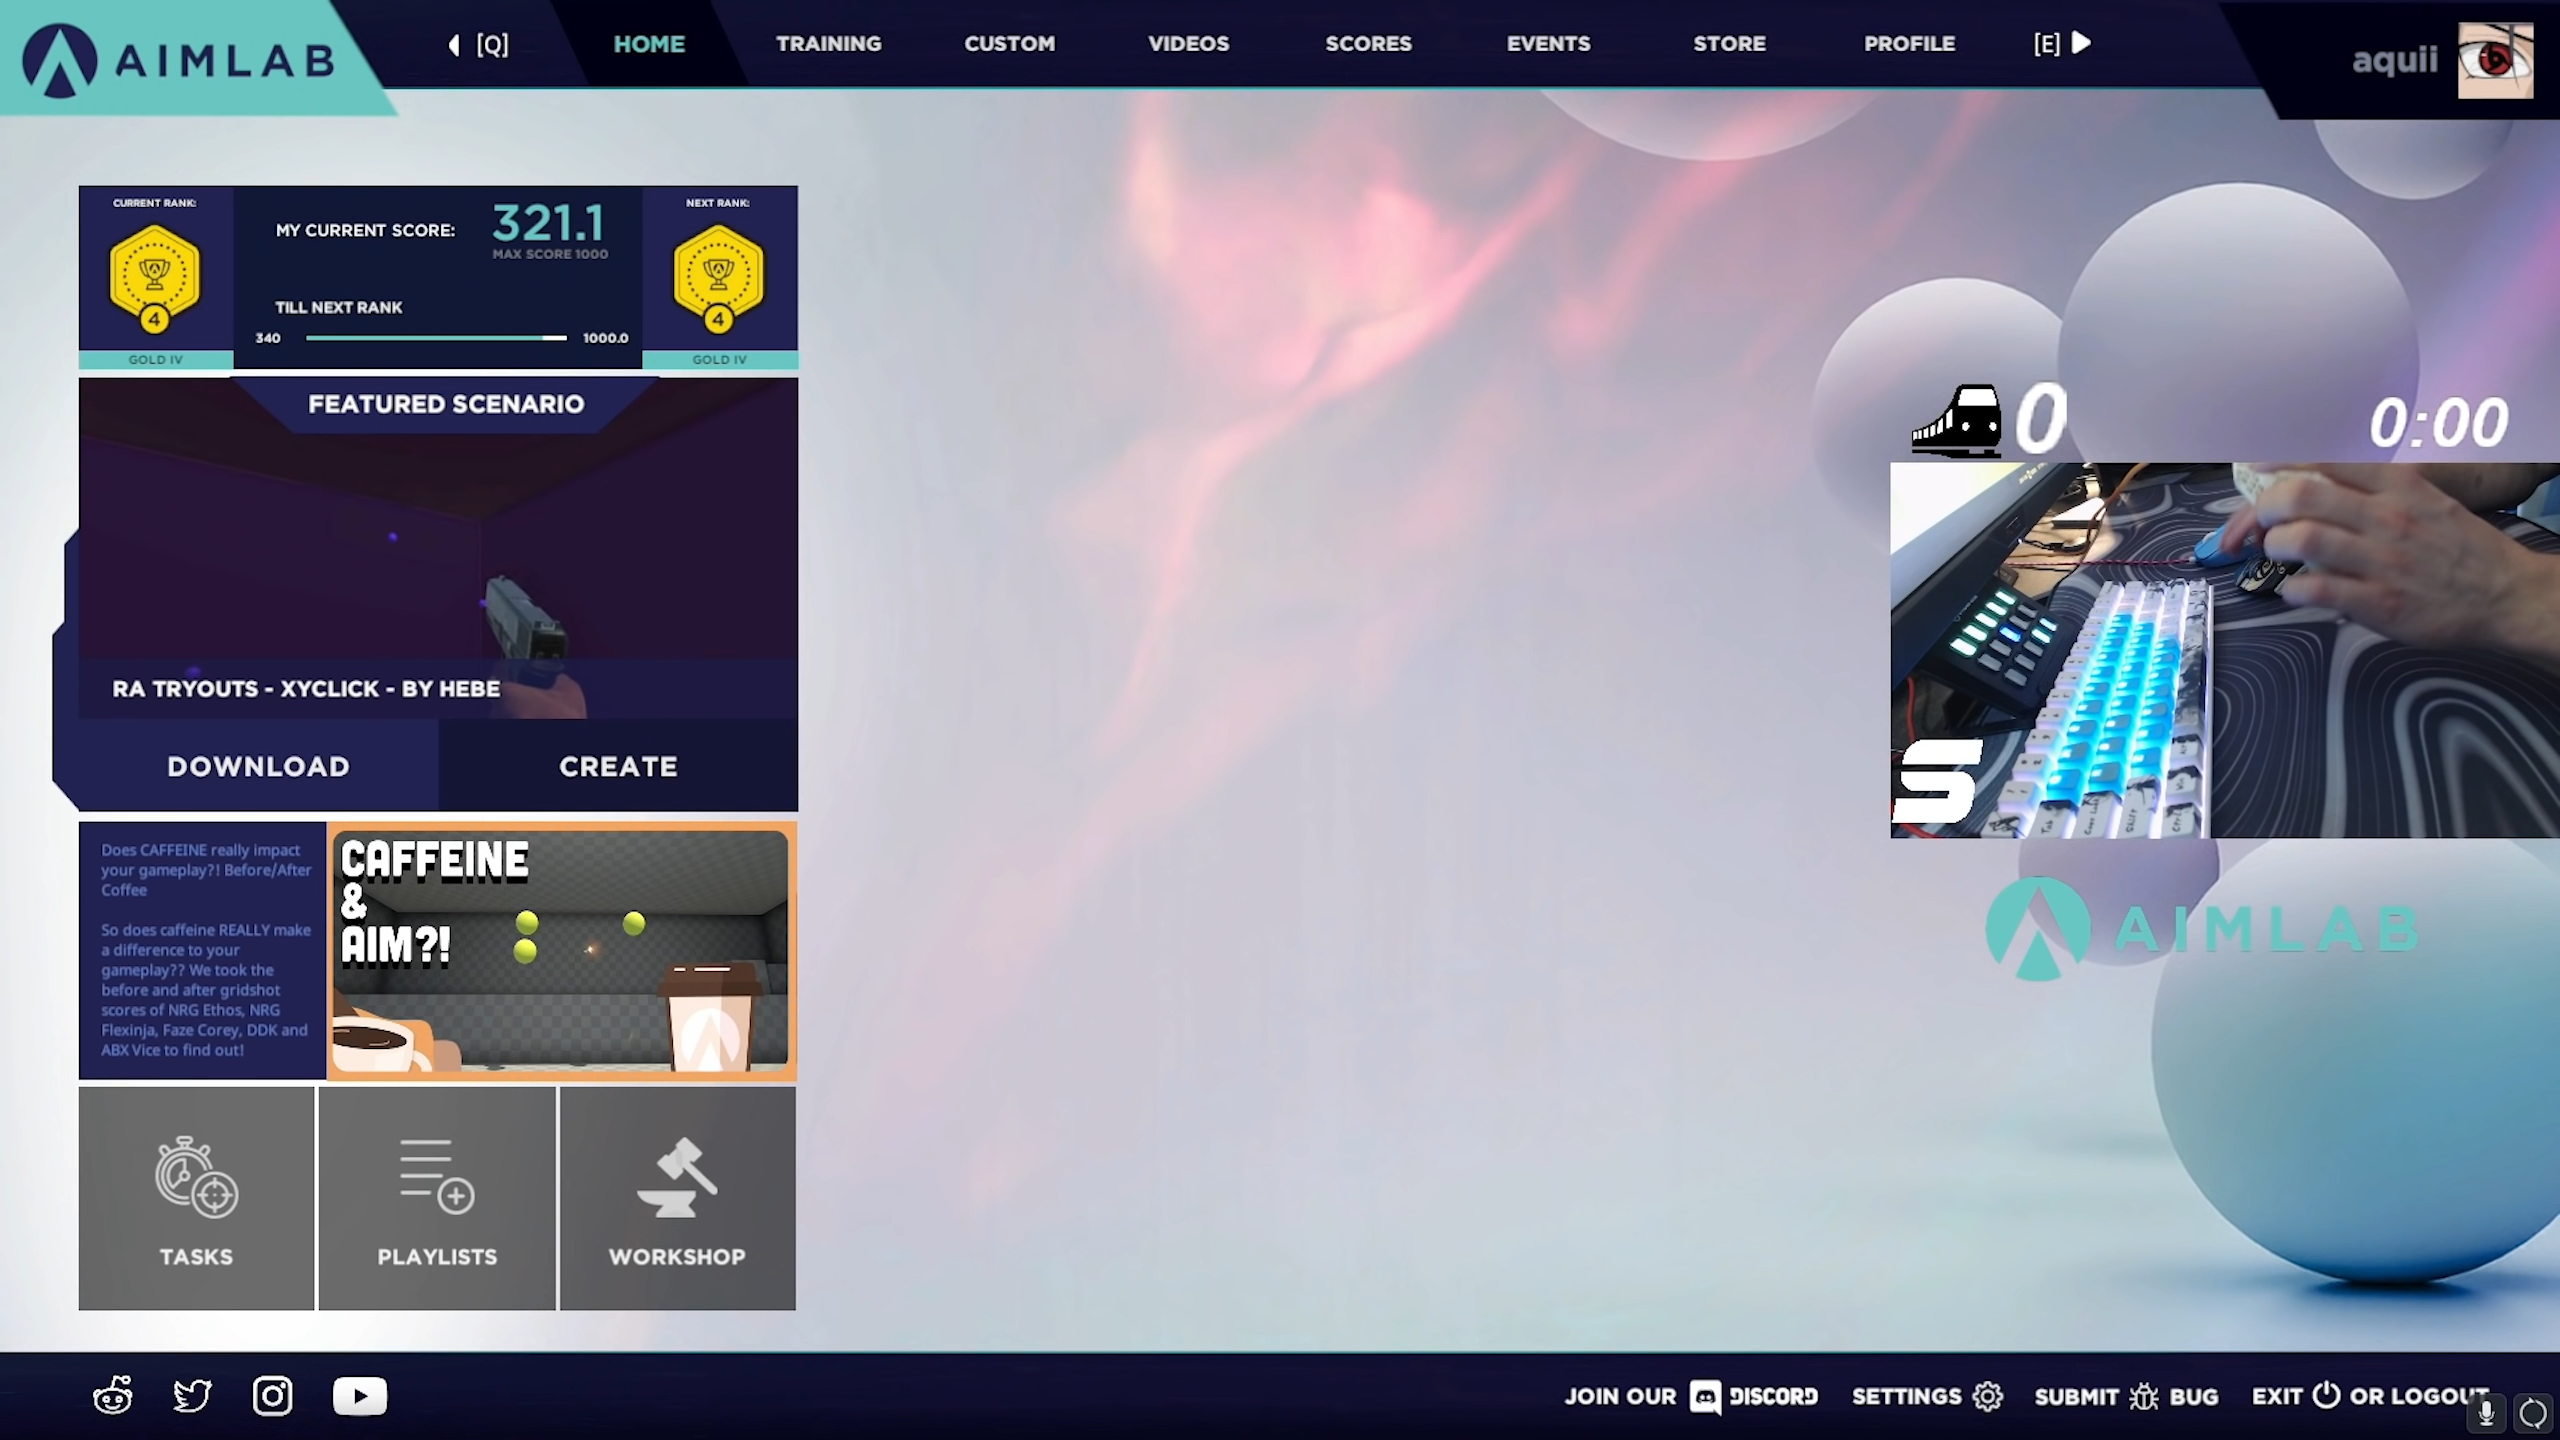 AIMLAB
[Q]
HOME
TRAINING
CUSTOM
VIDEOS
SCORES
EVENTS
STORE
PROFILE
[E]
aquii
CURRENT RANK:
4
GOLD IV
MY CURRENT SCORE:
321.1
MAX SCORE 1000
TILL NEXT RANK
340
1000.0
NEXT RANK:
4
GOLD IV
FEATURED SCENARIO
RA TRYOUTS - XYCLICK - BY HEBE
DOWNLOAD
CREATE
Does CAFFEINE really impact
your gameplay?! Before/After
Coffee
So does caffeine REALLY make
a difference to your
gameplay?? We took the
before and after gridshot
scores of NRG Ethos, NRG
Flexinja, Faze Corey, DDK and
ABX Vice to find out!
CAFFEINE
&
AIM?!
TASKS
PLAYLISTS
WORKSHOP
0
0:00
S
AIMLAB
JOIN OUR DISCORD
SETTINGS
SUBMIT BUG
EXIT OR LOGOUT